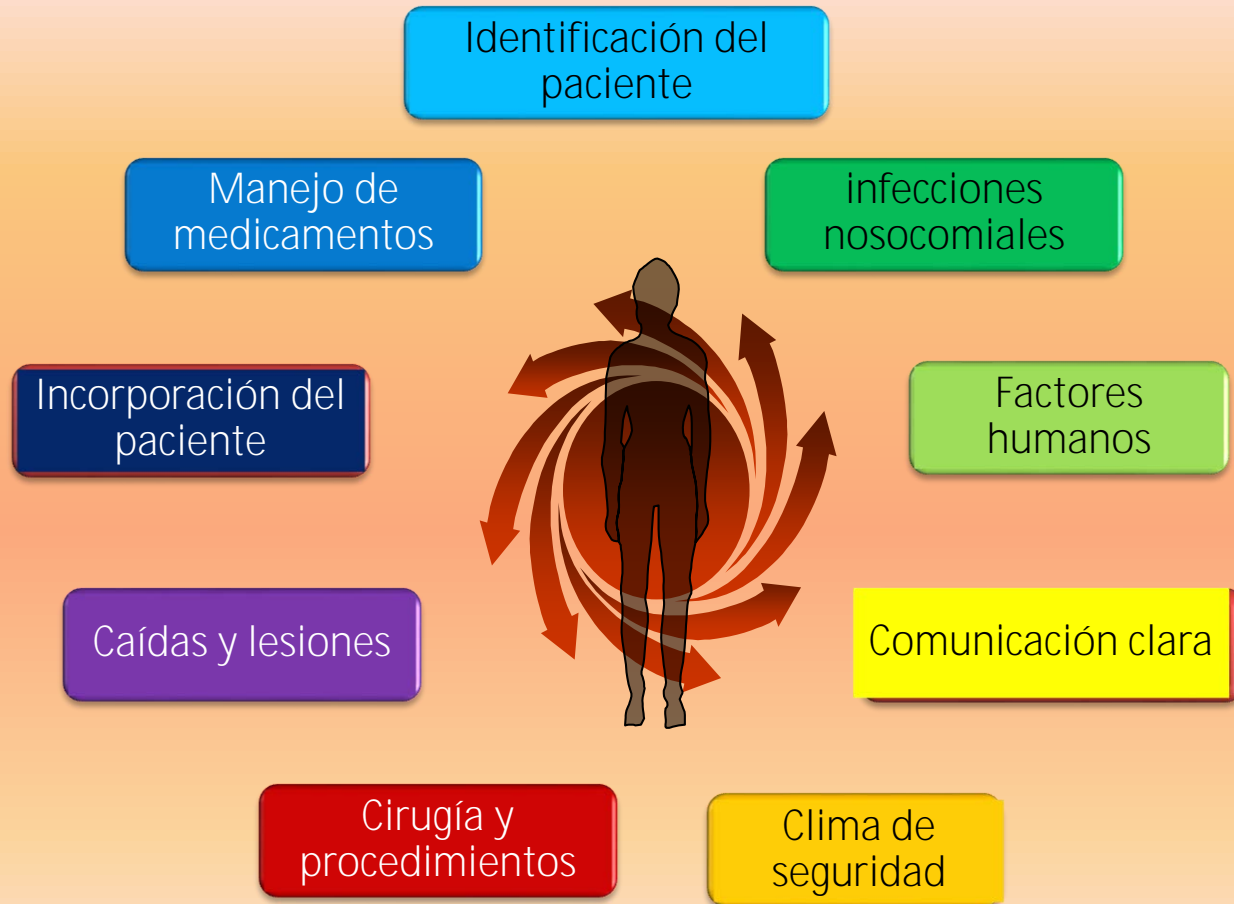 Identificación del
paciente
Manejo de
medicamentos
infecciones
nosocomiales
Incorporación del
paciente
Factores
humanos
Caídas y lesiones
Comunicación clara
Cirugía y
procedimientos
Clima de
seguridad